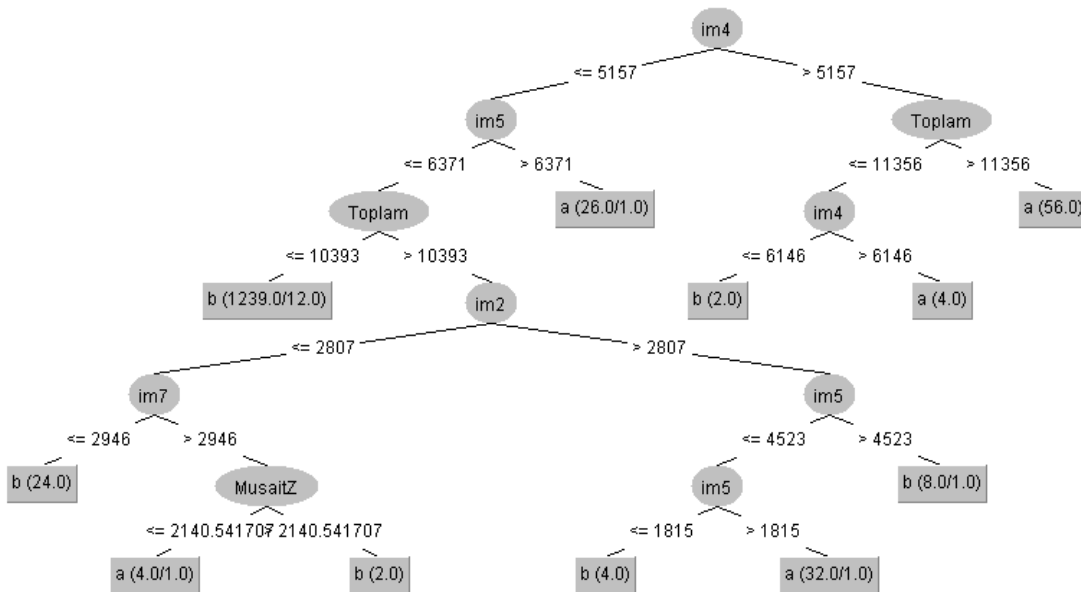 im4
<= 5157 > 5157
im5 Toplam
<= 6371 > 6371 <= 11356 > 11356
Toplam a (26.0/1.0) im4 a (56.0)
<= 10393 > 10393 <= 6146 > 6146
b (1239.0/12.0) im2 b (2.0) a (4.0)
<= 2807 > 2807
im7 im5
<= 2946 > 2946 <= 4523 > 4523
b (24.0) MusaitZ im5 b (8.0/1.0)
<= 2140.541707 > 2140.541707 <= 1815 > 1815
a (4.0/1.0) b (2.0) b (4.0) a (32.0/1.0)